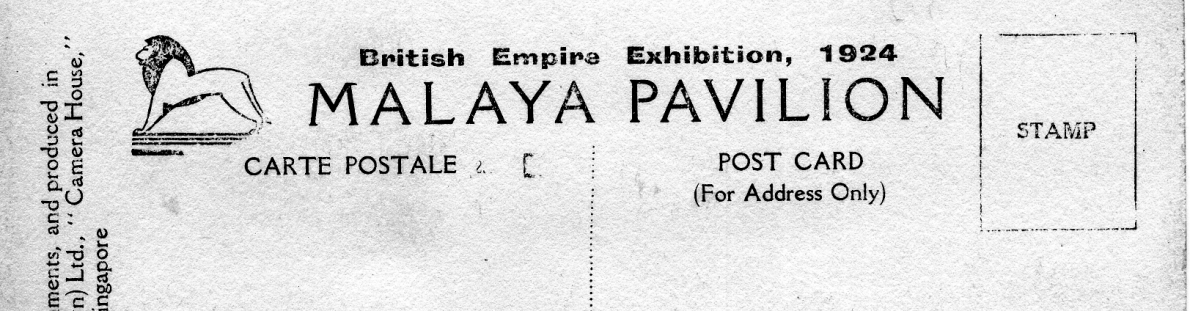 British Empire Exhibition, 1924
MALAYA PAVILION
CARTE POSTALE
POST CARD
(For Address Only)
STAMP
ments, and produced in
n) Ltd., " Camera House,"
ingapore